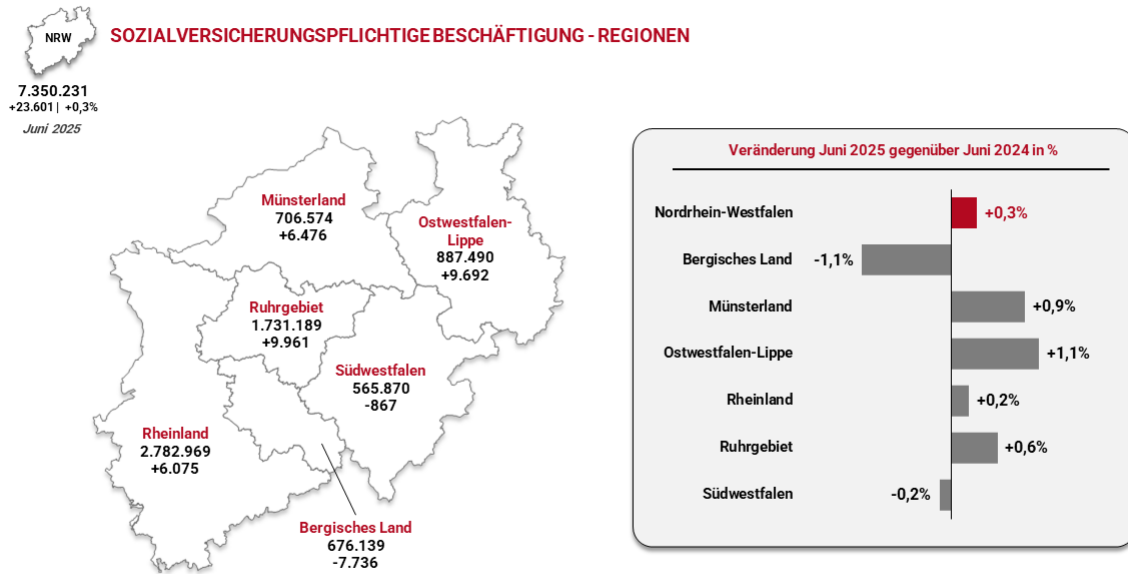 NRW
SOZIALVERSICHERUNGSPFLICHTIGE BESCHÄFTIGUNG - REGIONEN
7.350.231
+23.601 | +0,3%
Juni 2025
Münsterland
706.574
+6.476
Ostwestfalen-
Lippe
887.490
+9.692
Ruhrgebiet
1.731.189
+9.961
Südwestfalen
565.870
-867
Rheinland
2.782.969
+6.075
Bergisches Land
676.139
-7.736
Veränderung Juni 2025 gegenüber Juni 2024 in %
Nordrhein-Westfalen +0,3%
Bergisches Land -1,1%
Münsterland +0,9%
Ostwestfalen-Lippe +1,1%
Rheinland +0,2%
Ruhrgebiet +0,6%
Südwestfalen -0,2%